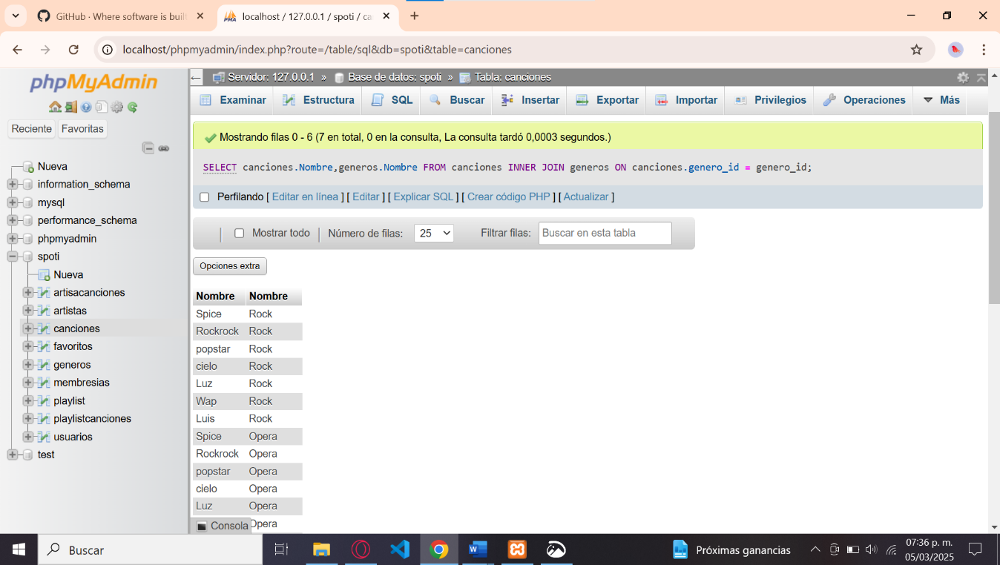 GitHub · Where software is buil
localhost / 127.0.0.1 / spoti / ca
localhost/phpmyadmin/index.php?route=/table/sql&db=spoti&table=canciones
phpMyAdmin
Reciente Favoritas
Nueva
information_schema
mysql
performance_schema
phpmyadmin
spoti
Nueva
artisacanciones
artistas
canciones
favoritos
generos
membresias
playlist
playlistcanciones
usuarios
test
Servidor: 127.0.0.1 » Base de datos: spoti » Tabla: canciones
Examinar Estructura SQL Buscar Insertar Exportar Importar Privilegios Operaciones Más
Mostrando filas 0 - 6 (7 en total, 0 en la consulta, La consulta tardó 0,0003 segundos.)
SELECT canciones.Nombre,generos.Nombre FROM canciones INNER JOIN generos ON canciones.genero_id = genero_id;
Perfilando [ Editar en línea ] [ Editar ] [ Explicar SQL ] [ Crear código PHP ] [ Actualizar ]
Mostrar todo Número de filas: 25 Filtrar filas: Buscar en esta tabla
Opciones extra
Nombre Nombre
Spice Rock
Rockrock Rock
popstar Rock
cielo Rock
Luz Rock
Wap Rock
Luis Rock
Spice Opera
Rockrock Opera
popstar Opera
cielo Opera
Luz Opera
Consola Opera
Buscar
Próximas ganancias
07:36 p. m.
05/03/2025